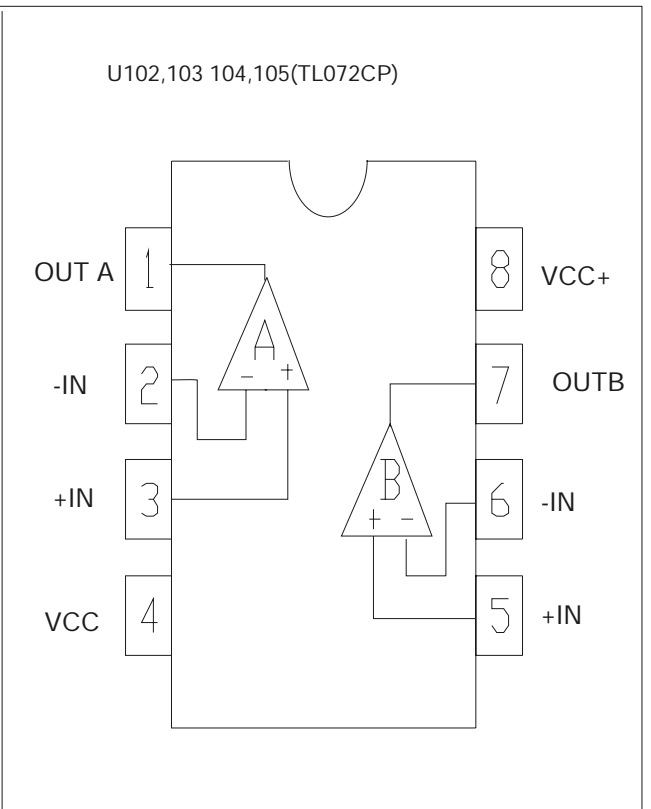 U102,103 104,105(TL072CP)
OUT A 1 8 VCC+
A
- +
-IN 2 7 OUTB
B
+IN 3 6 -IN
+ -
VCC 4 5 +IN